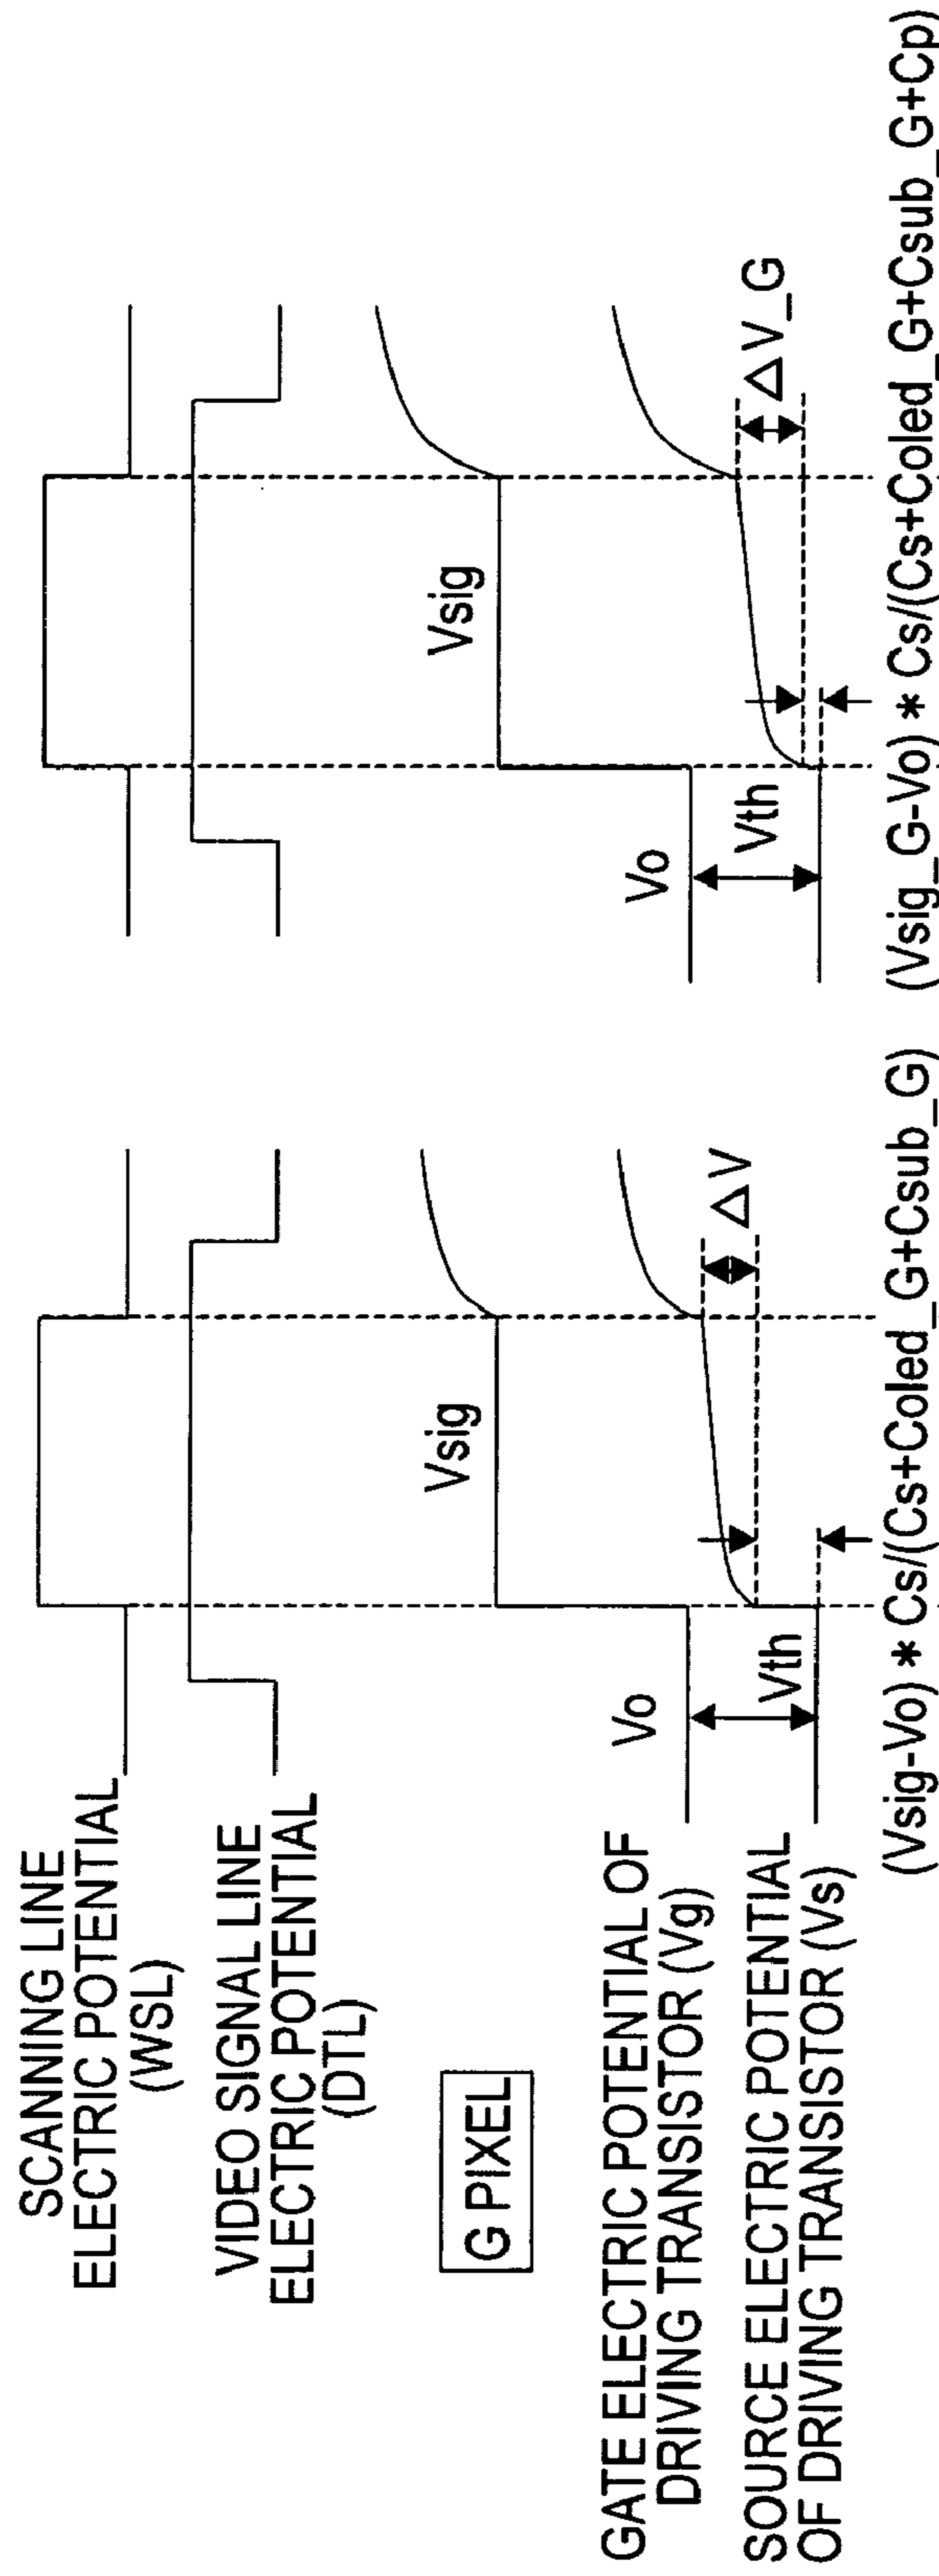 SCANNING LINE
ELECTRIC POTENTIAL
(WSL)
VIDEO SIGNAL LINE
ELECTRIC POTENTIAL
(DTL)
G PIXEL
GATE ELECTRIC POTENTIAL OF
DRIVING TRANSISTOR (Vg)
SOURCE ELECTRIC POTENTIAL
OF DRIVING TRANSISTOR (Vs)
Vsig
Vo
Vth
ΔV
(Vsig-Vo) * Cs/(Cs+Coled_G+Csub_G)
Vsig
Vo
Vth
ΔV_G
(Vsig_G-Vo) * Cs/(Cs+Coled_G+Csub_G+Cp)